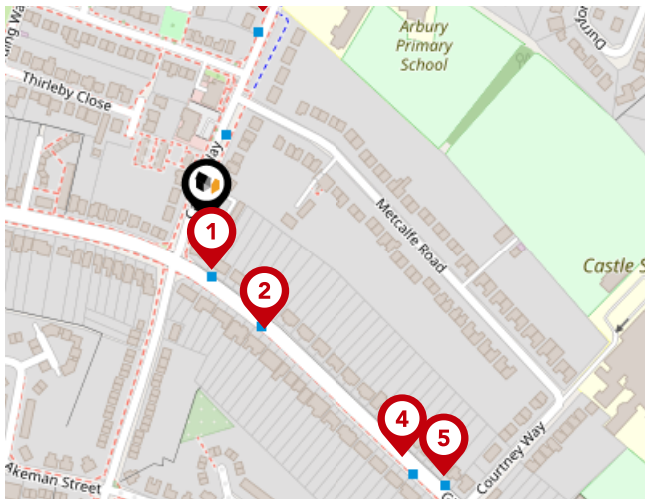 Arbury
Primary
School
Thirleby Close
Metcalfe Road
1
2
Castle S
4
5
Courtney Way
Akeman Street